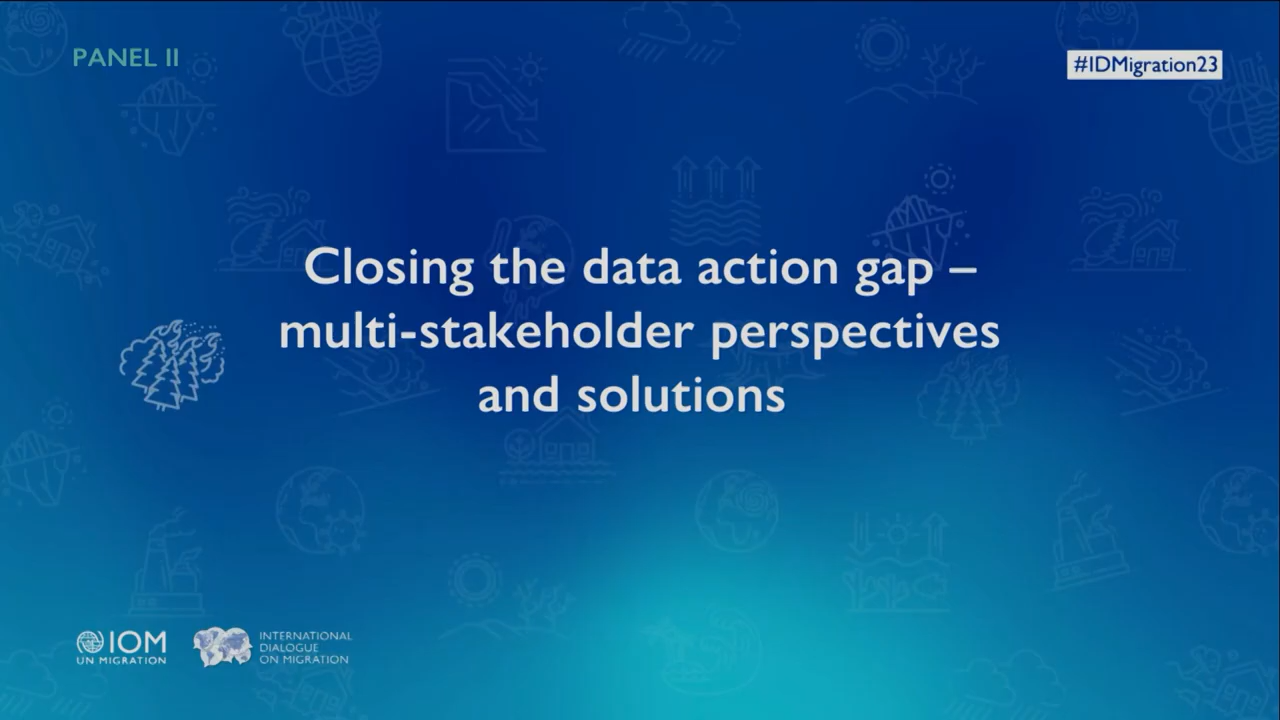 PANEL II
#IDMigration23
Closing the data action gap –
multi-stakeholder perspectives
and solutions
IOM
UN MIGRATION
INTERNATIONAL
DIALOGUE
ON MIGRATION